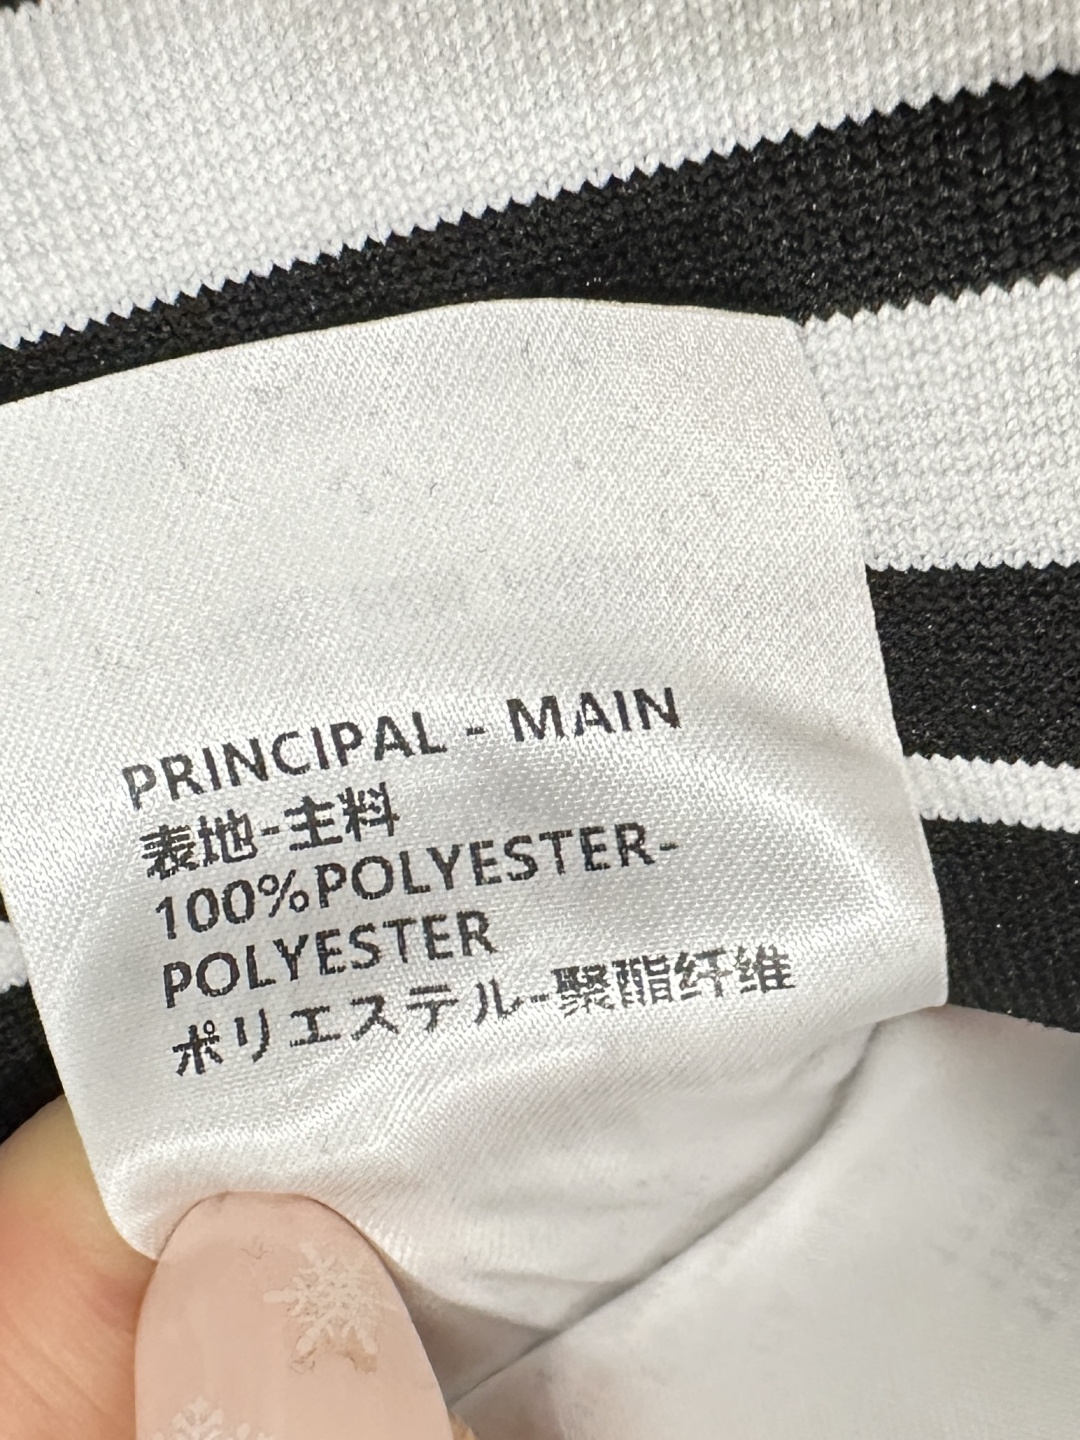 PRINCIPAL - MAIN
表地-主料
100%POLYESTER-
POLYESTER
ポリエステル-聚酯纤维